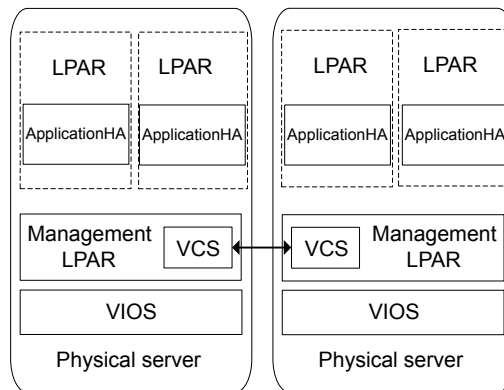 LPAR
LPAR
ApplicationHA
ApplicationHA
Management
LPAR
VCS
VIOS
Physical server
LPAR
LPAR
ApplicationHA
ApplicationHA
VCS
Management
LPAR
VIOS
Physical server